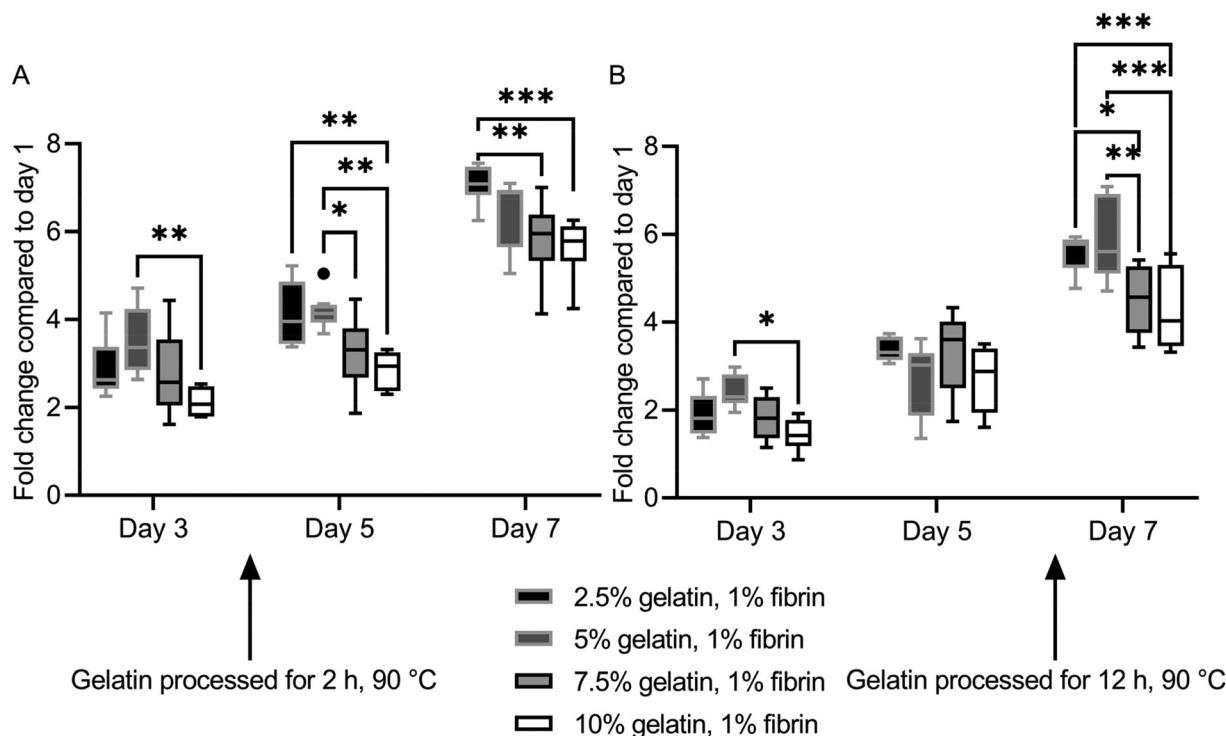 A
Fold change compared to day 1
8
6
4
2
0
**
**
**
*
***
**
Day 3
Day 5
Day 7
Gelatin processed for 2 h, 90 °C
B
Fold change compared to day 1
8
6
4
2
0
*
***
***
*
**
Day 3
Day 5
Day 7
Gelatin processed for 12 h, 90 °C
2.5% gelatin, 1% fibrin
5% gelatin, 1% fibrin
7.5% gelatin, 1% fibrin
10% gelatin, 1% fibrin